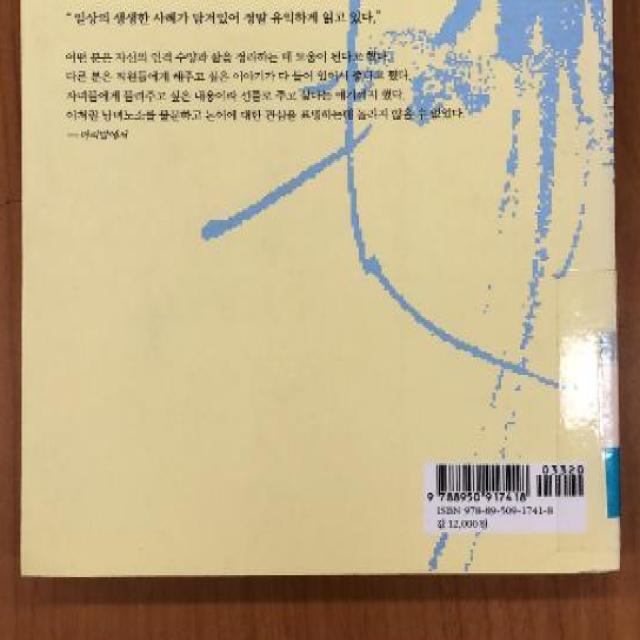 “일상의 생생한 사례가 담겨있어 정말 유익하게 읽고 있다.”
어떤 분은 자신의 인격 수양과 삶을 정리하는 데 도움이 된다고 했다.
다른 분은 직원들에게 해주고 싶은 이야기가 다 들어 있어서 좋다고 했다.
자녀들에게 들려주고 싶은 내용이라 선물로 주고 싶다는 얘기까지 했다.
이처럼 남녀노소를 불문하고 논어에 대한 관심을 표명하는데 놀라지 않을 수 없었다.
— 머리말에서
03320
9 788950 917418
ISBN 978-89-509-1741-8
값 12,000원